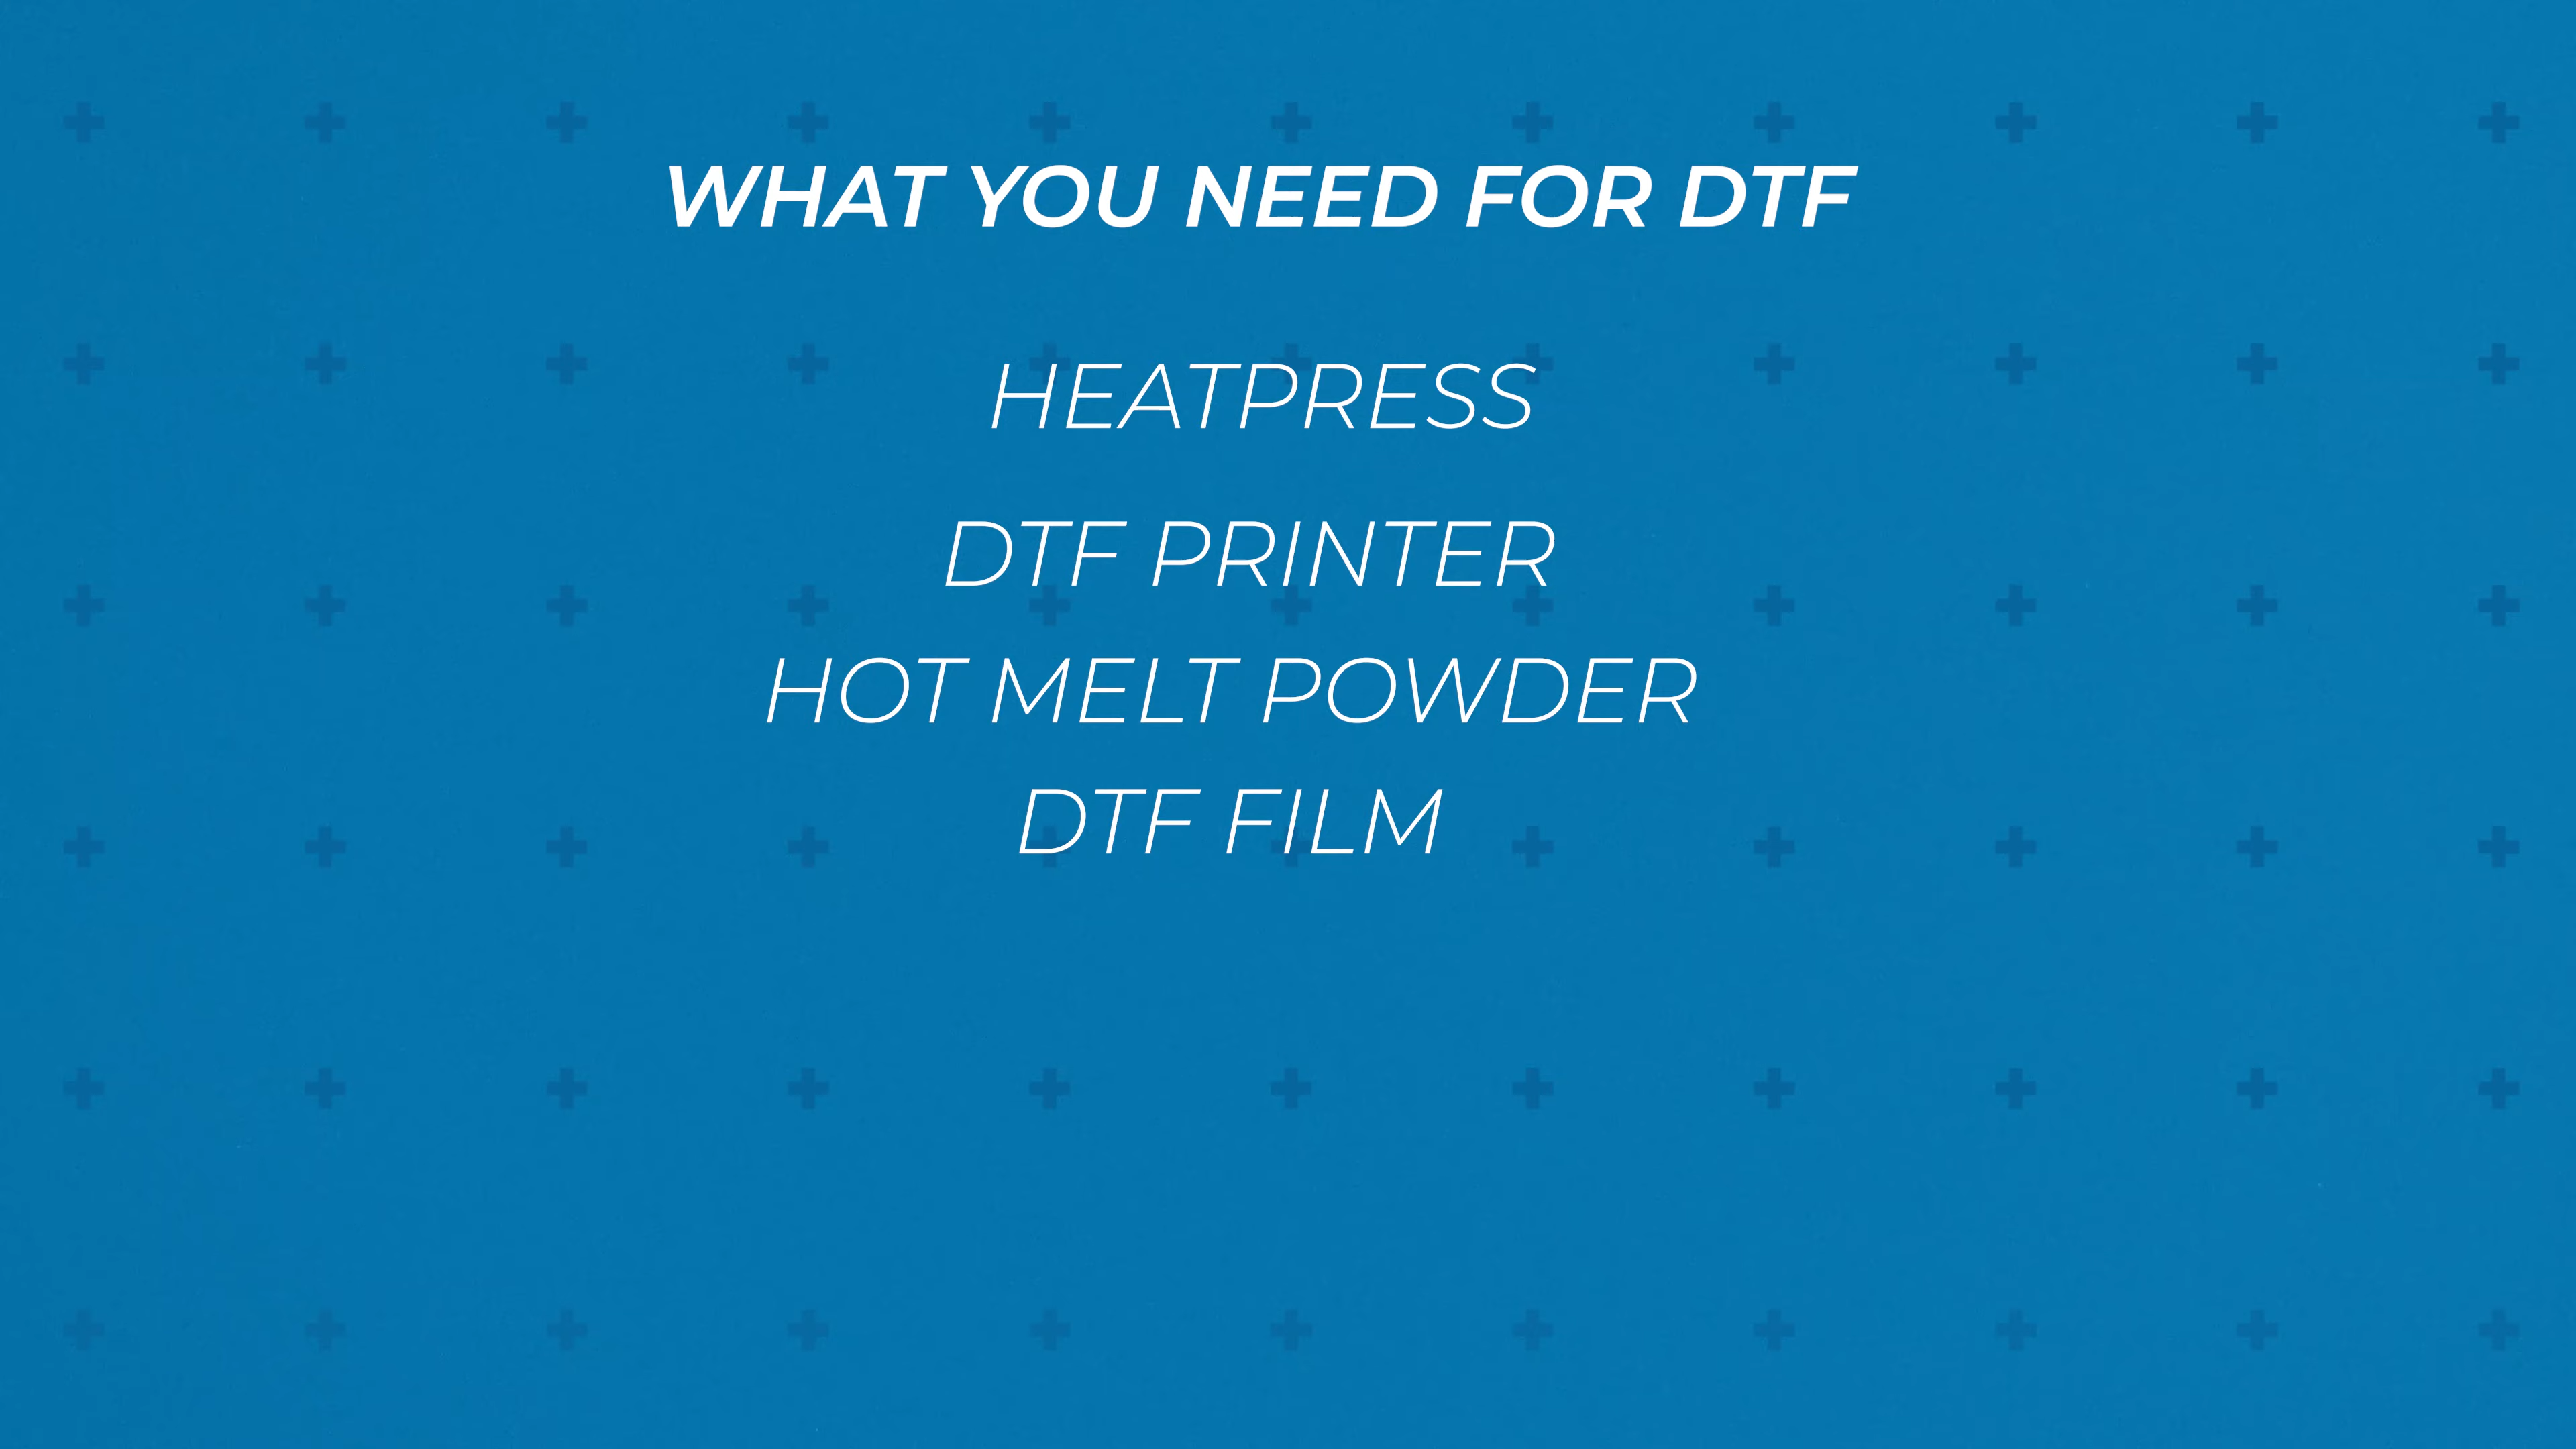 WHAT YOU NEED FOR DTF
HEATPRESS
DTF PRINTER
HOT MELT POWDER
DTF FILM